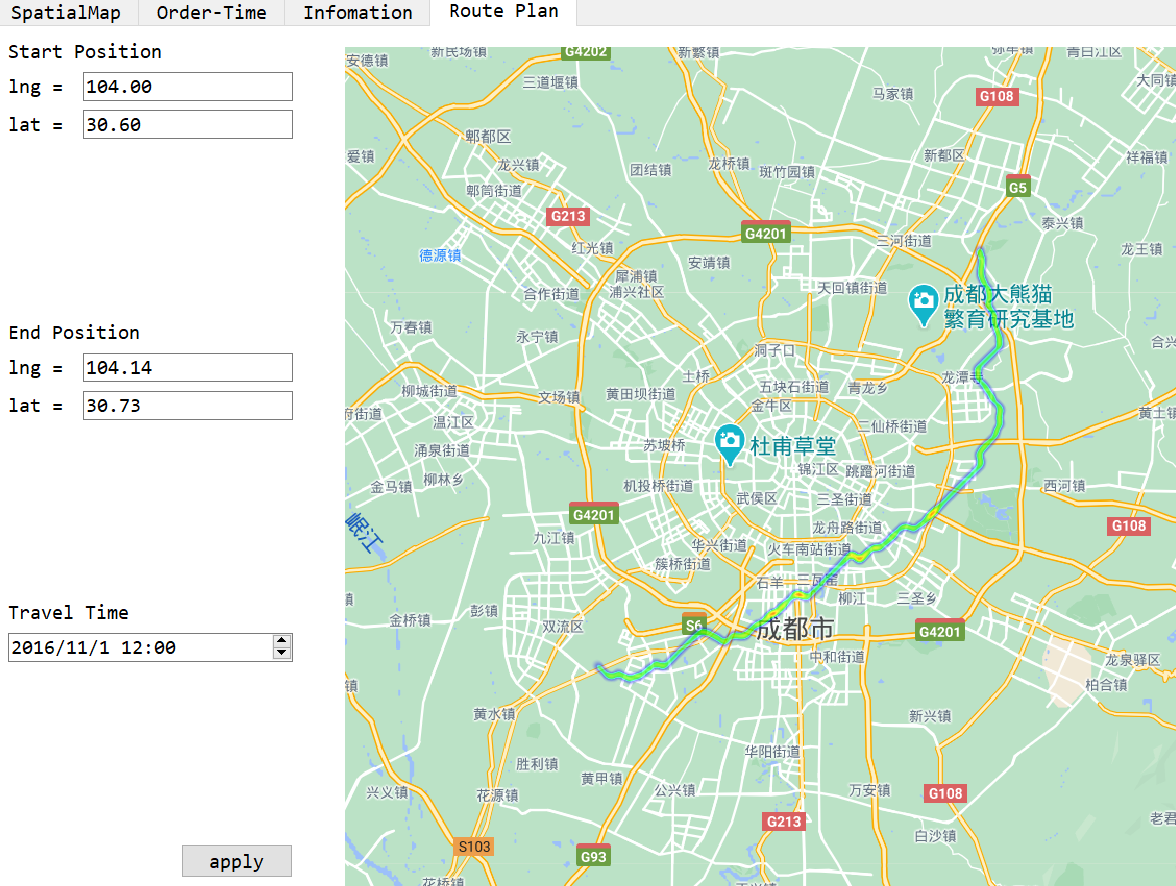 SpatialMap
Order-Time
Infomation
Route Plan
Start Position
lng =
104.00
lat =
30.60
End Position
lng =
104.14
lat =
30.73
Travel Time
2016/11/1 12:00
apply
安德镇
新民场镇
G4202
新繁镇
弥牟镇
青白江区
三道堰镇
大同镇
马家镇
G108
郫都区
爱镇
龙兴镇
团结镇
龙桥镇
斑竹园镇
新都区
祥福镇
郫筒街道
G5
G213
G4201
泰兴镇
红光镇
三河街道
德源镇
安靖镇
龙王镇
犀浦镇
浦兴社区
合作街道
天回镇街道
成都大熊猫
繁育研究基地
万春镇
永宁镇
合兴
洞子口
土桥
五块石街道
青龙乡
龙潭寺
柳城街道
文场镇
黄田坝街道
金牛区
府街道
温江区
二仙桥街道
黄土镇
涌泉街道
苏坡桥
杜甫草堂
锦江区
跳蹬河街道
金马镇
柳林乡
机投桥街道
武侯区
三圣街道
西河镇
岷江
G4201
龙舟路街道
G108
九江镇
华兴街道
火车南站街道
簇桥街道
石羊
三瓦窑
柳江
三圣乡
镇
金桥镇
彭镇
双流区
S6
成都市
G4201
中和街道
龙泉驿区
镇
柏合镇
黄水镇
新兴镇
华阳街道
胜利镇
黄甲镇
兴义镇
花源镇
公兴镇
万安镇
G108
G213
老君
白沙镇
S103
G93
花桥镇